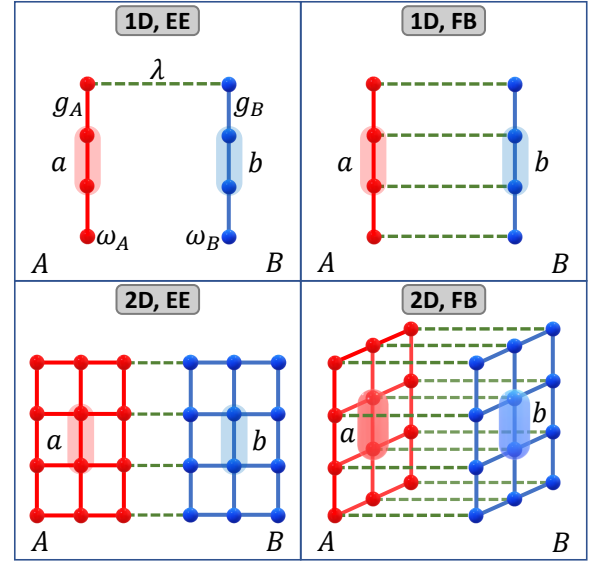 1D, EE
λ
g_A g_B
a b
ω_A ω_B
A B
1D, FB
a b
A B
2D, EE
a b
A B
2D, FB
a b
A B